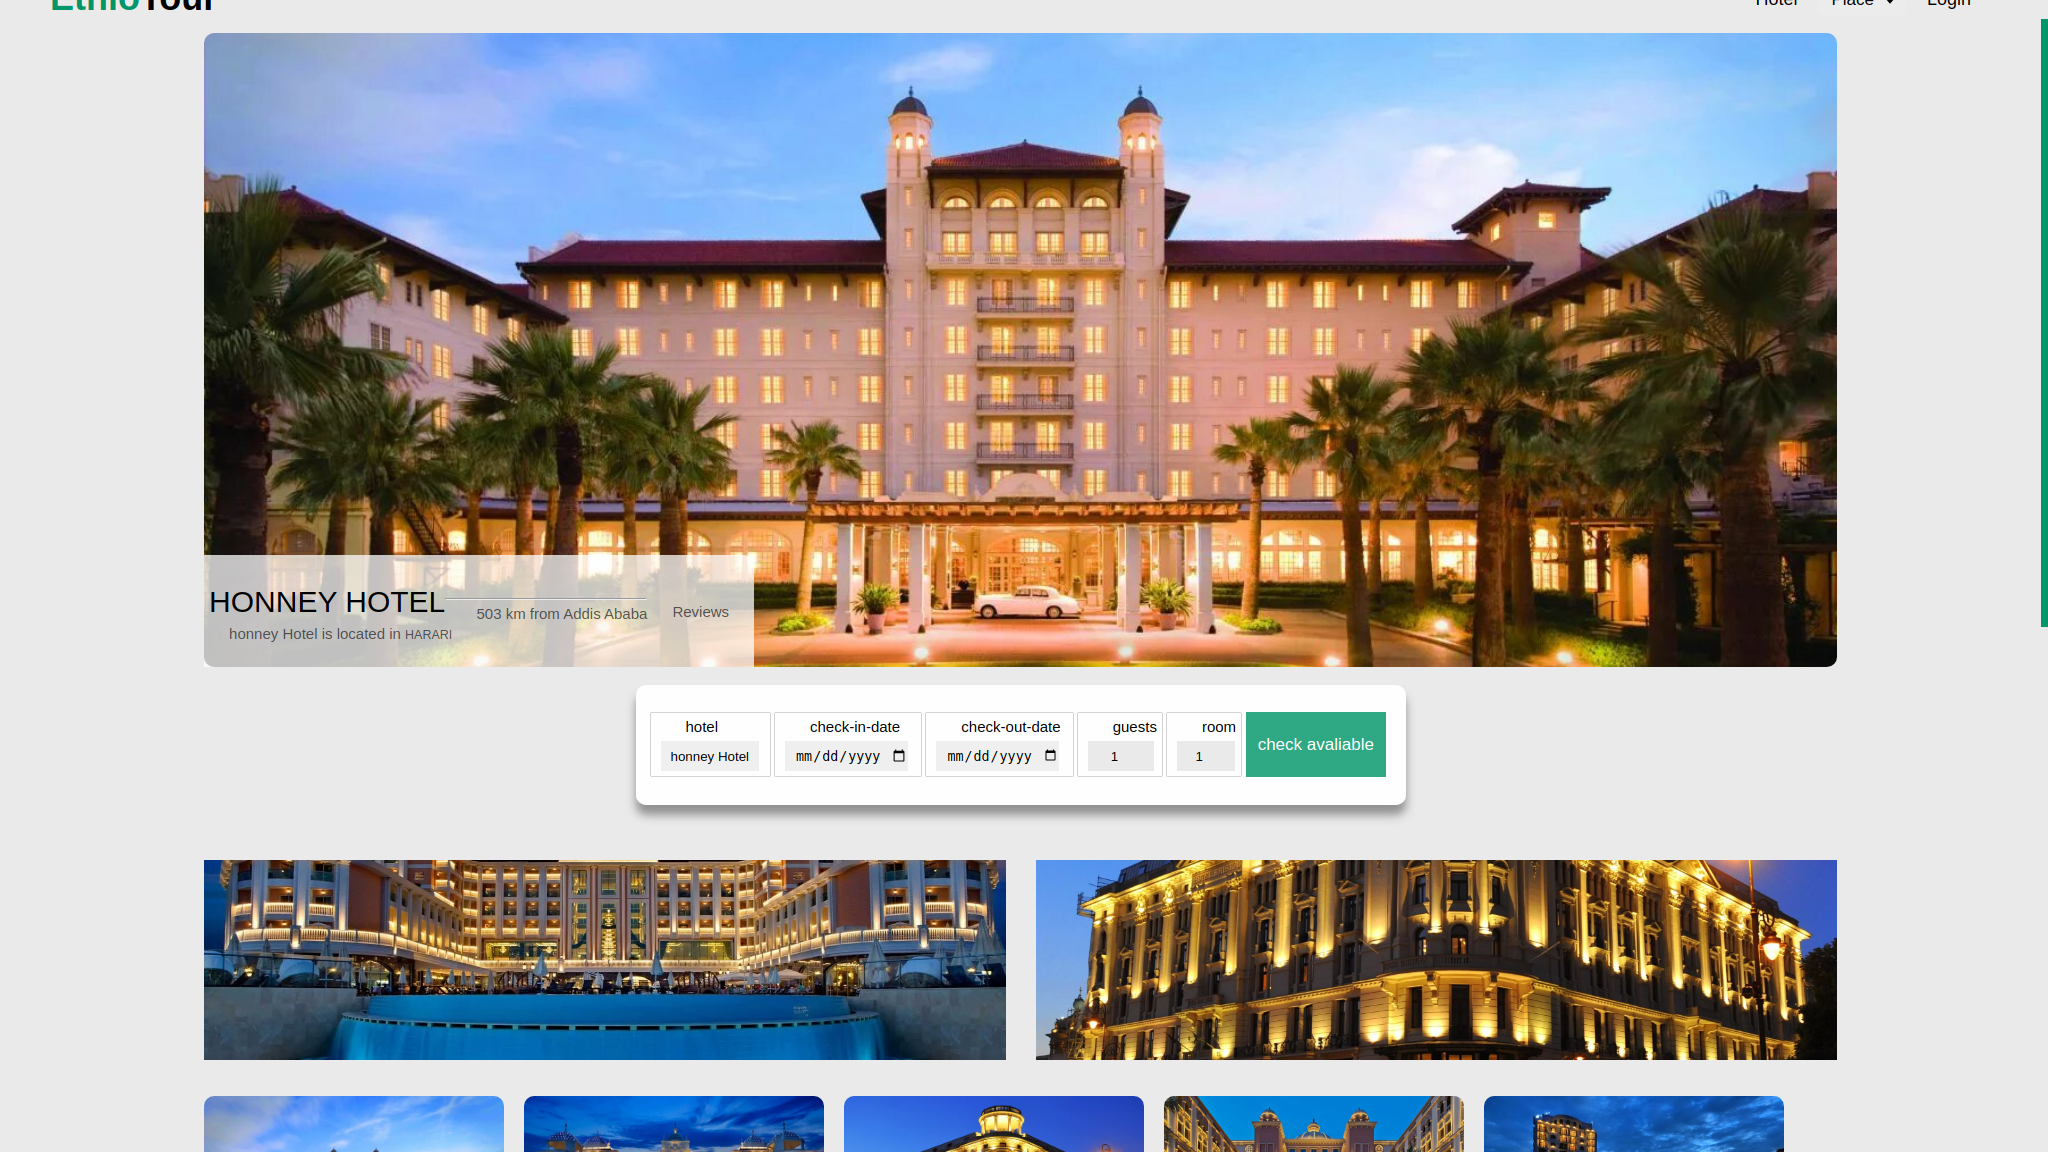 EthioTour
Hotel Place Login
HONNEY HOTEL
503 km from Addis Ababa
Reviews
honney Hotel is located in HARARI
hotel check-in-date check-out-date guests room
honney Hotel mm/dd/yyyy mm/dd/yyyy 1 1 check avaliable